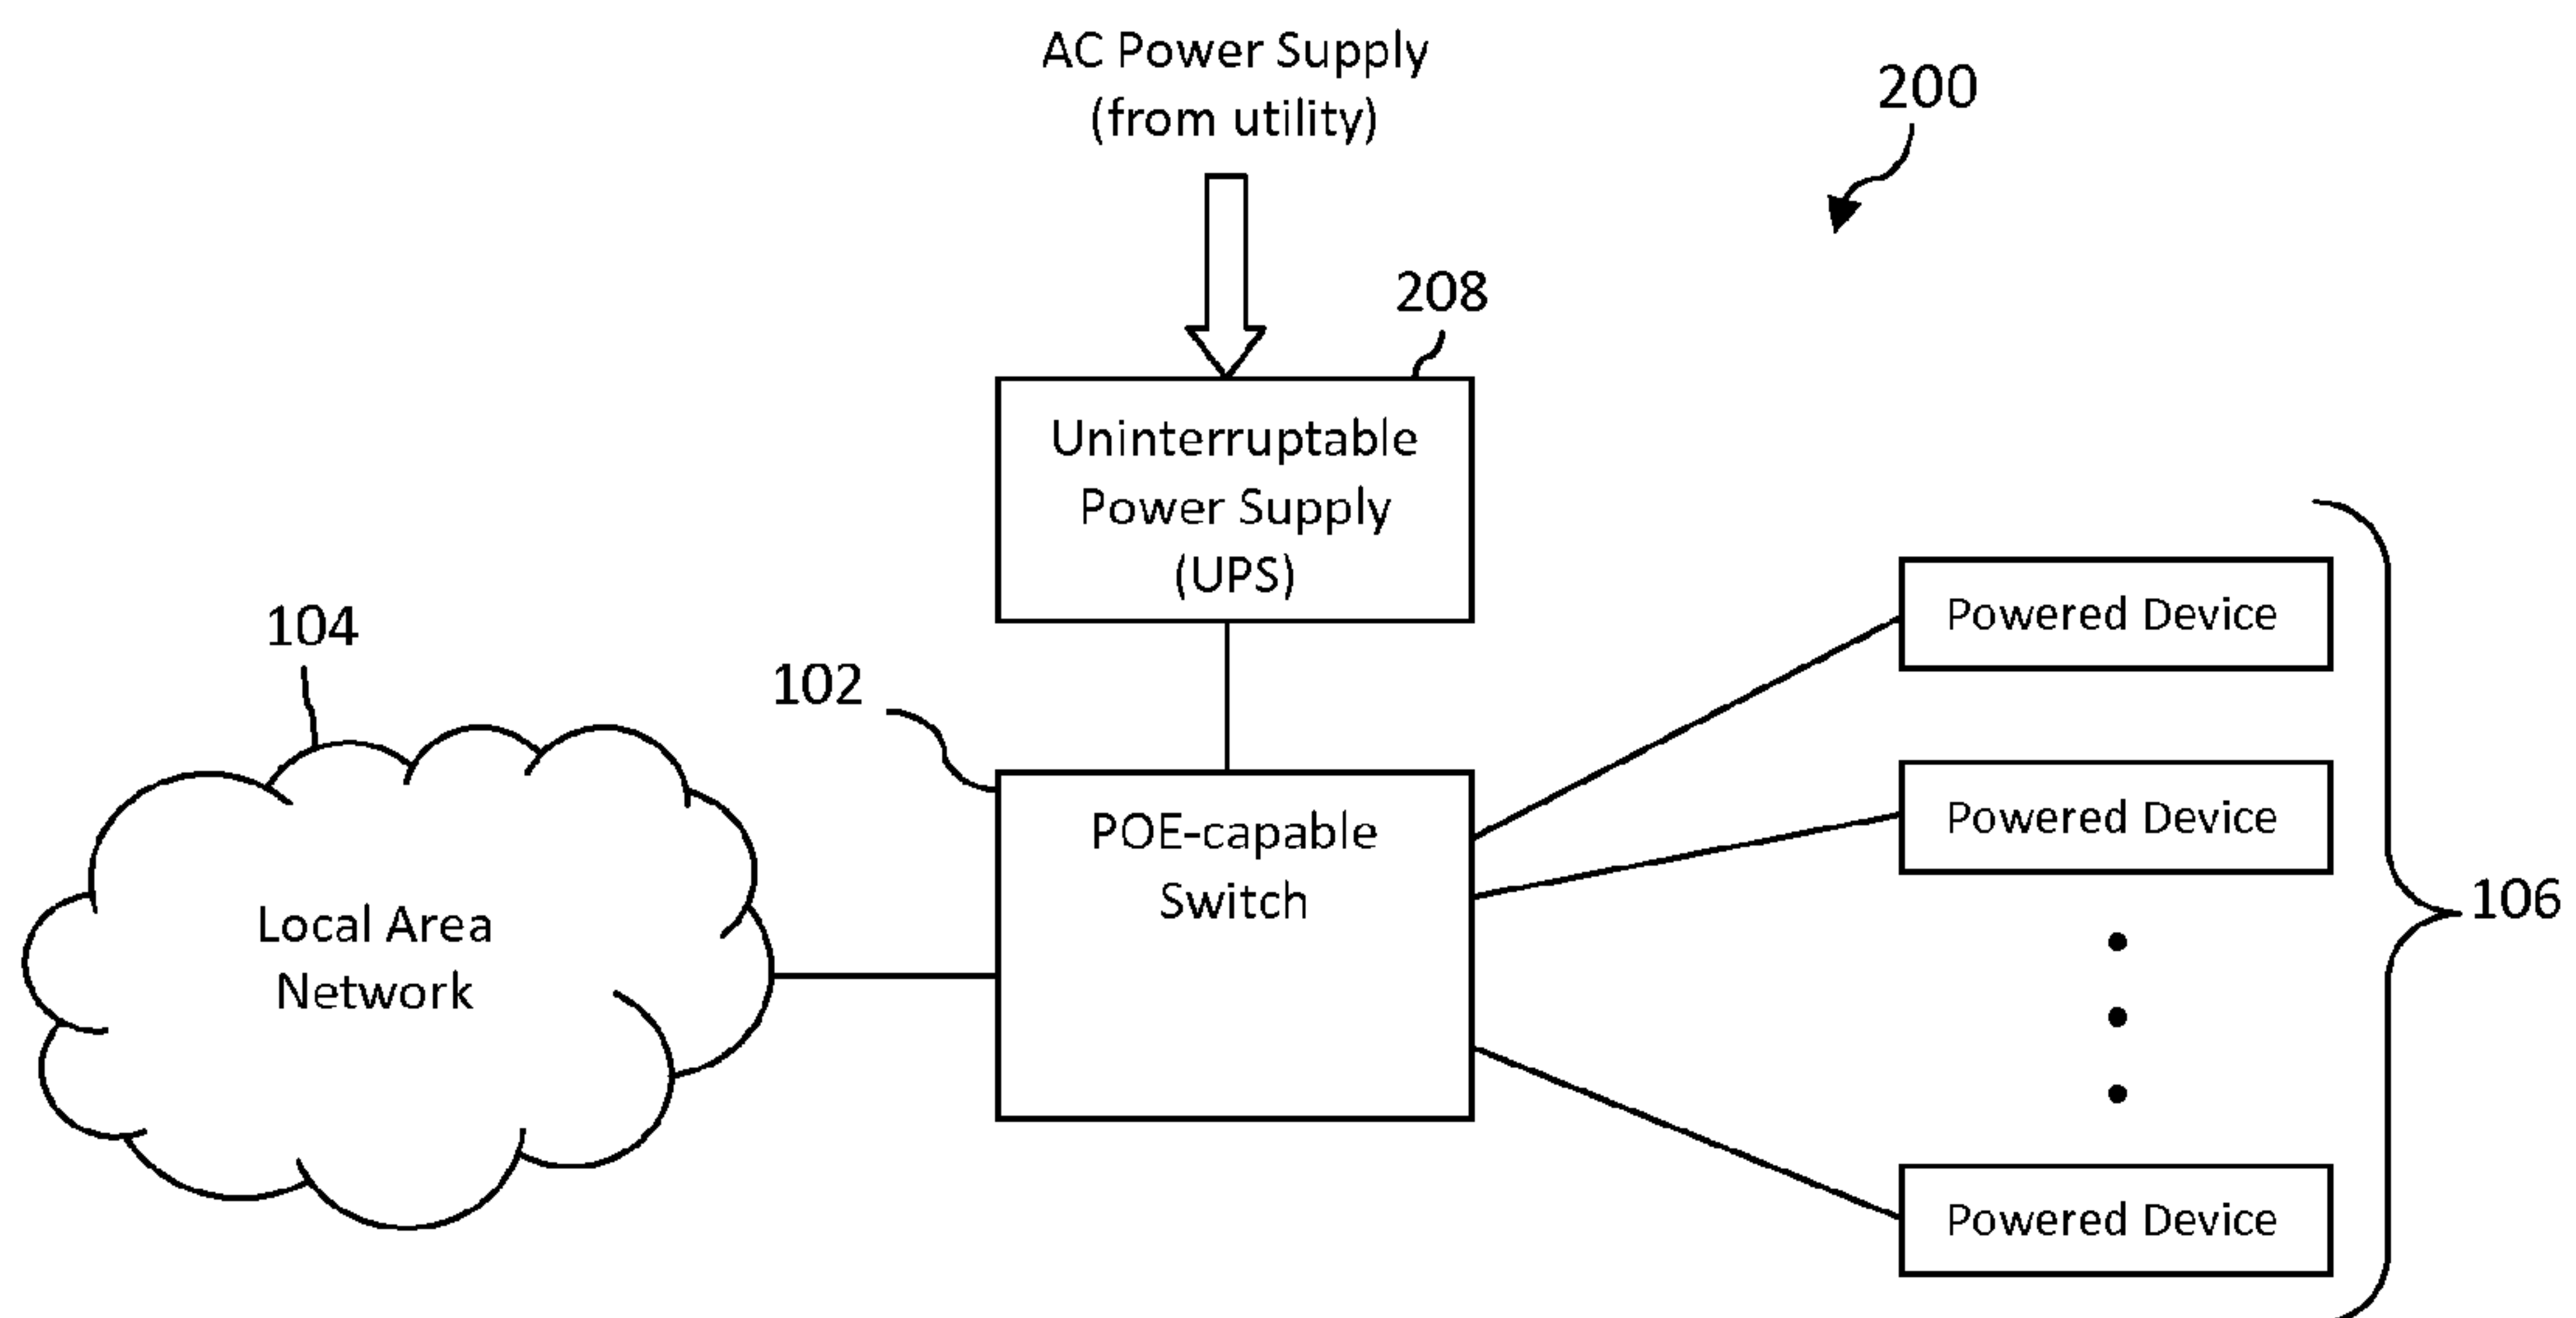 AC Power Supply
(from utility)
200
208
Uninterruptable
Power Supply
(UPS)
104
102
Local Area
Network
POE-capable
Switch
Powered Device
Powered Device
106
Powered Device